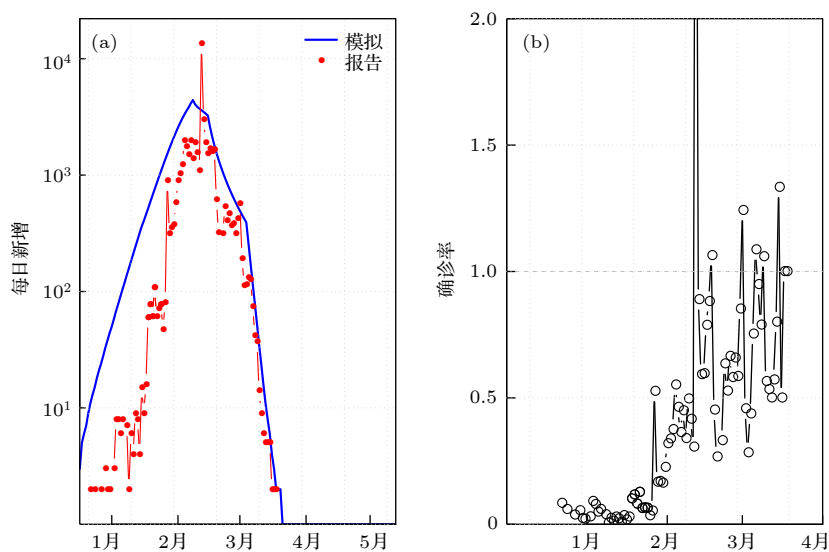 (a)
模拟
报告
10⁴
10³
10²
10¹
每日新增
1月 2月 3月 4月 5月
(b)
2.0
1.5
1.0
0.5
0
确诊率
1月 2月 3月 4月